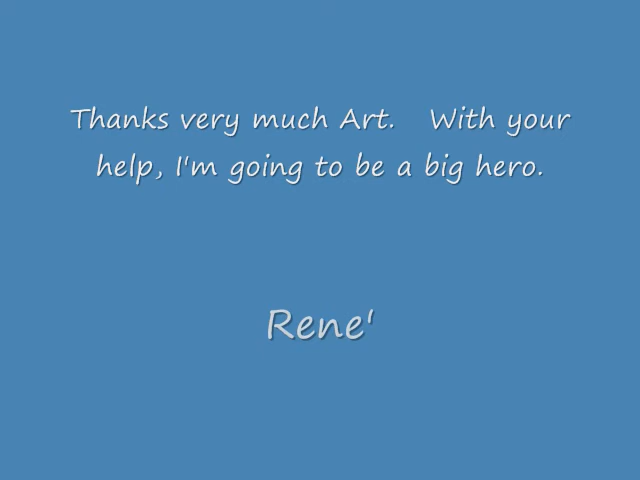 Thanks very much Art.   With your
help, I'm going to be a big hero.
Rene'